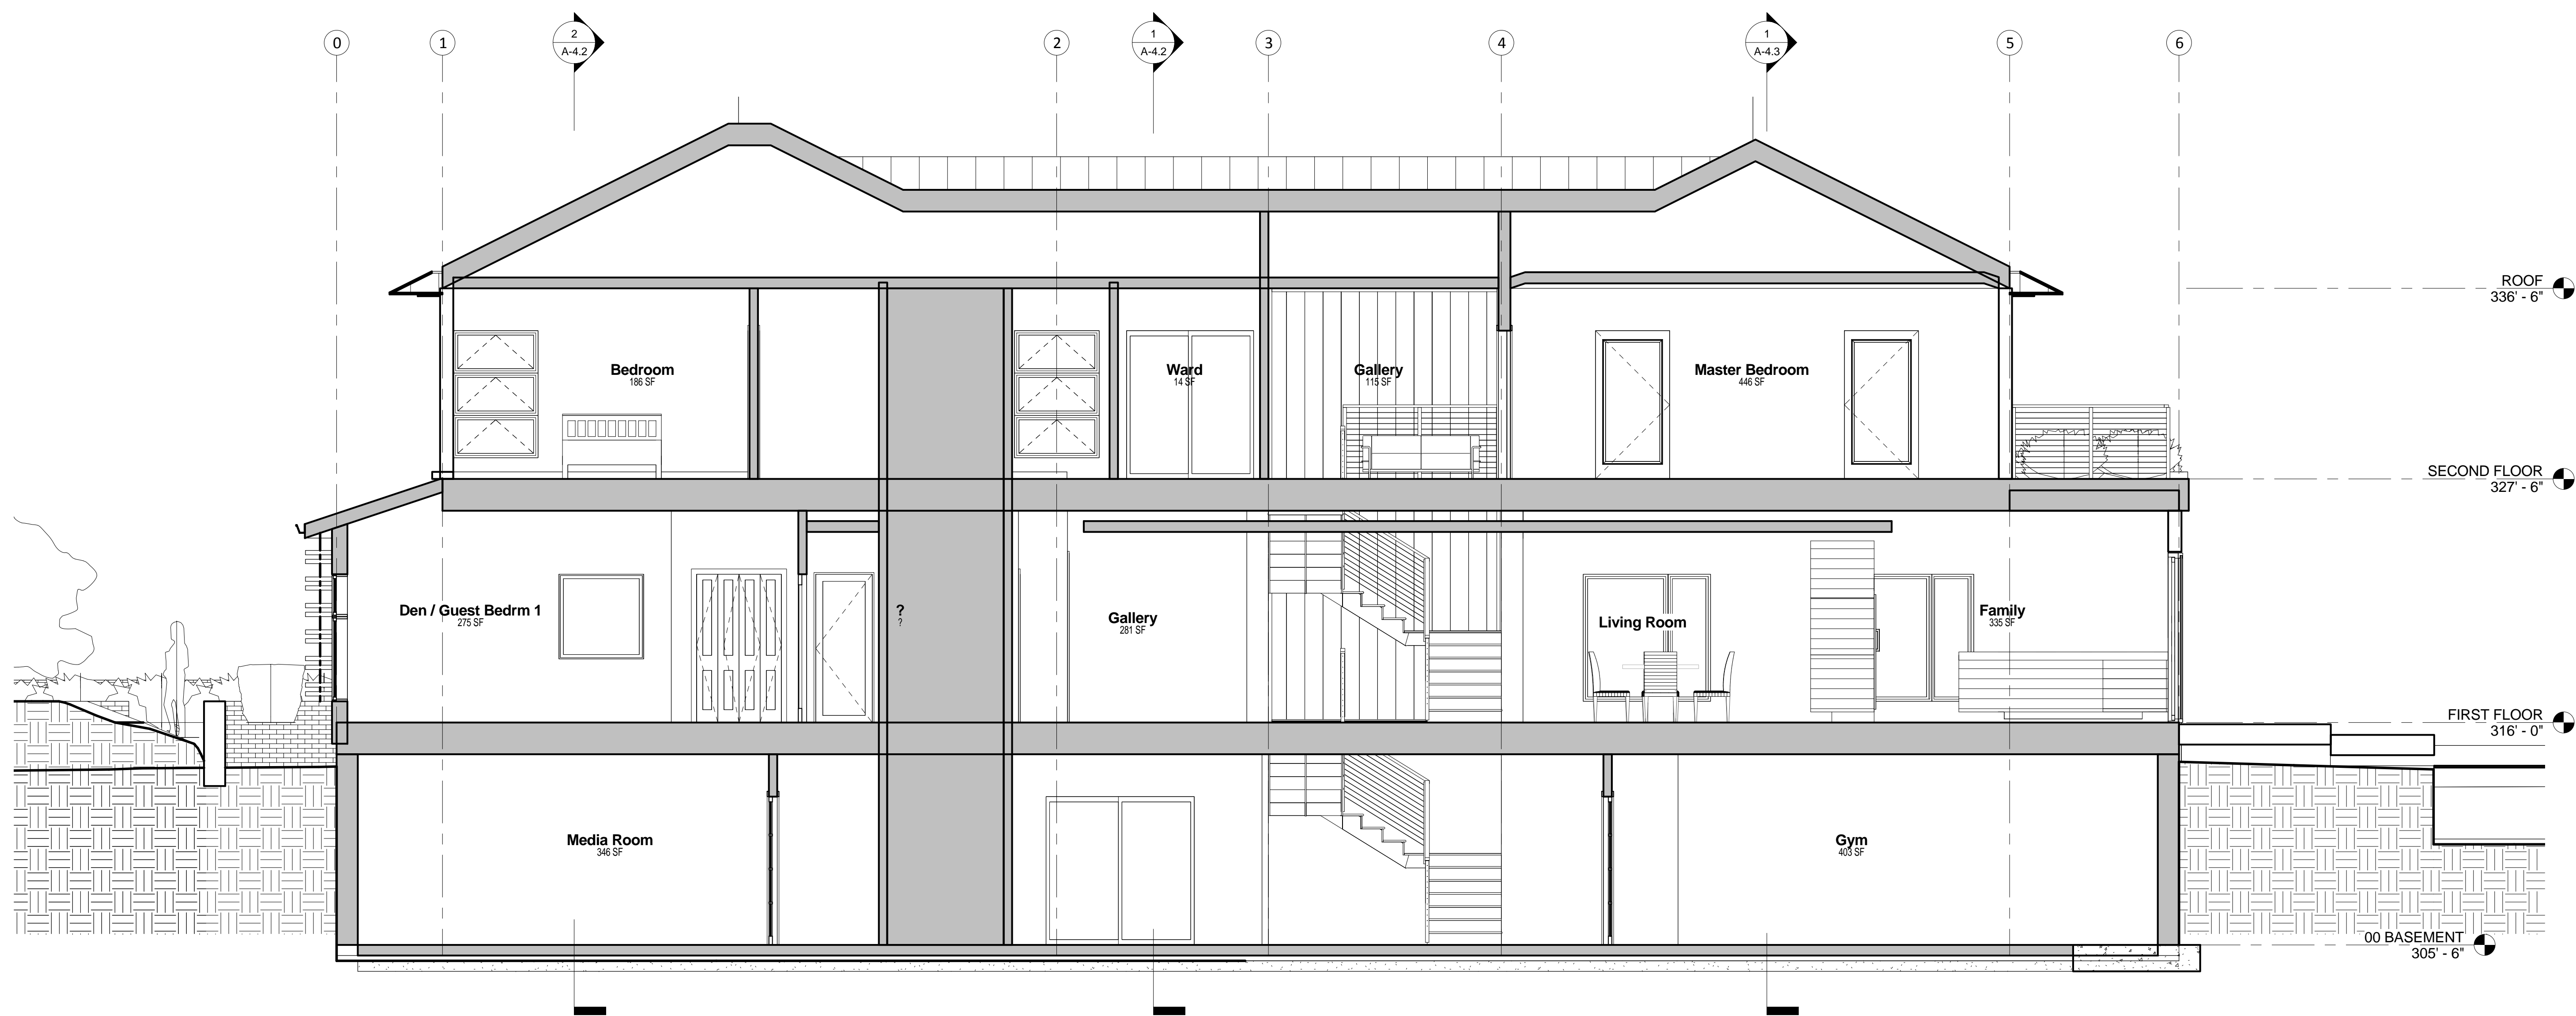 0
1
2
A-4.2
2
1
A-4.2
3
4
1
A-4.3
5
6
ROOF
336' - 6"
Bedroom
186 SF
Ward
14 SF
Gallery
115 SF
Master Bedroom
446 SF
SECOND FLOOR
327' - 6"
Den / Guest Bedrm 1
275 SF
?
?
Gallery
281 SF
Living Room
Family
335 SF
FIRST FLOOR
316' - 0"
Media Room
346 SF
Gym
403 SF
00 BASEMENT
305' - 6"